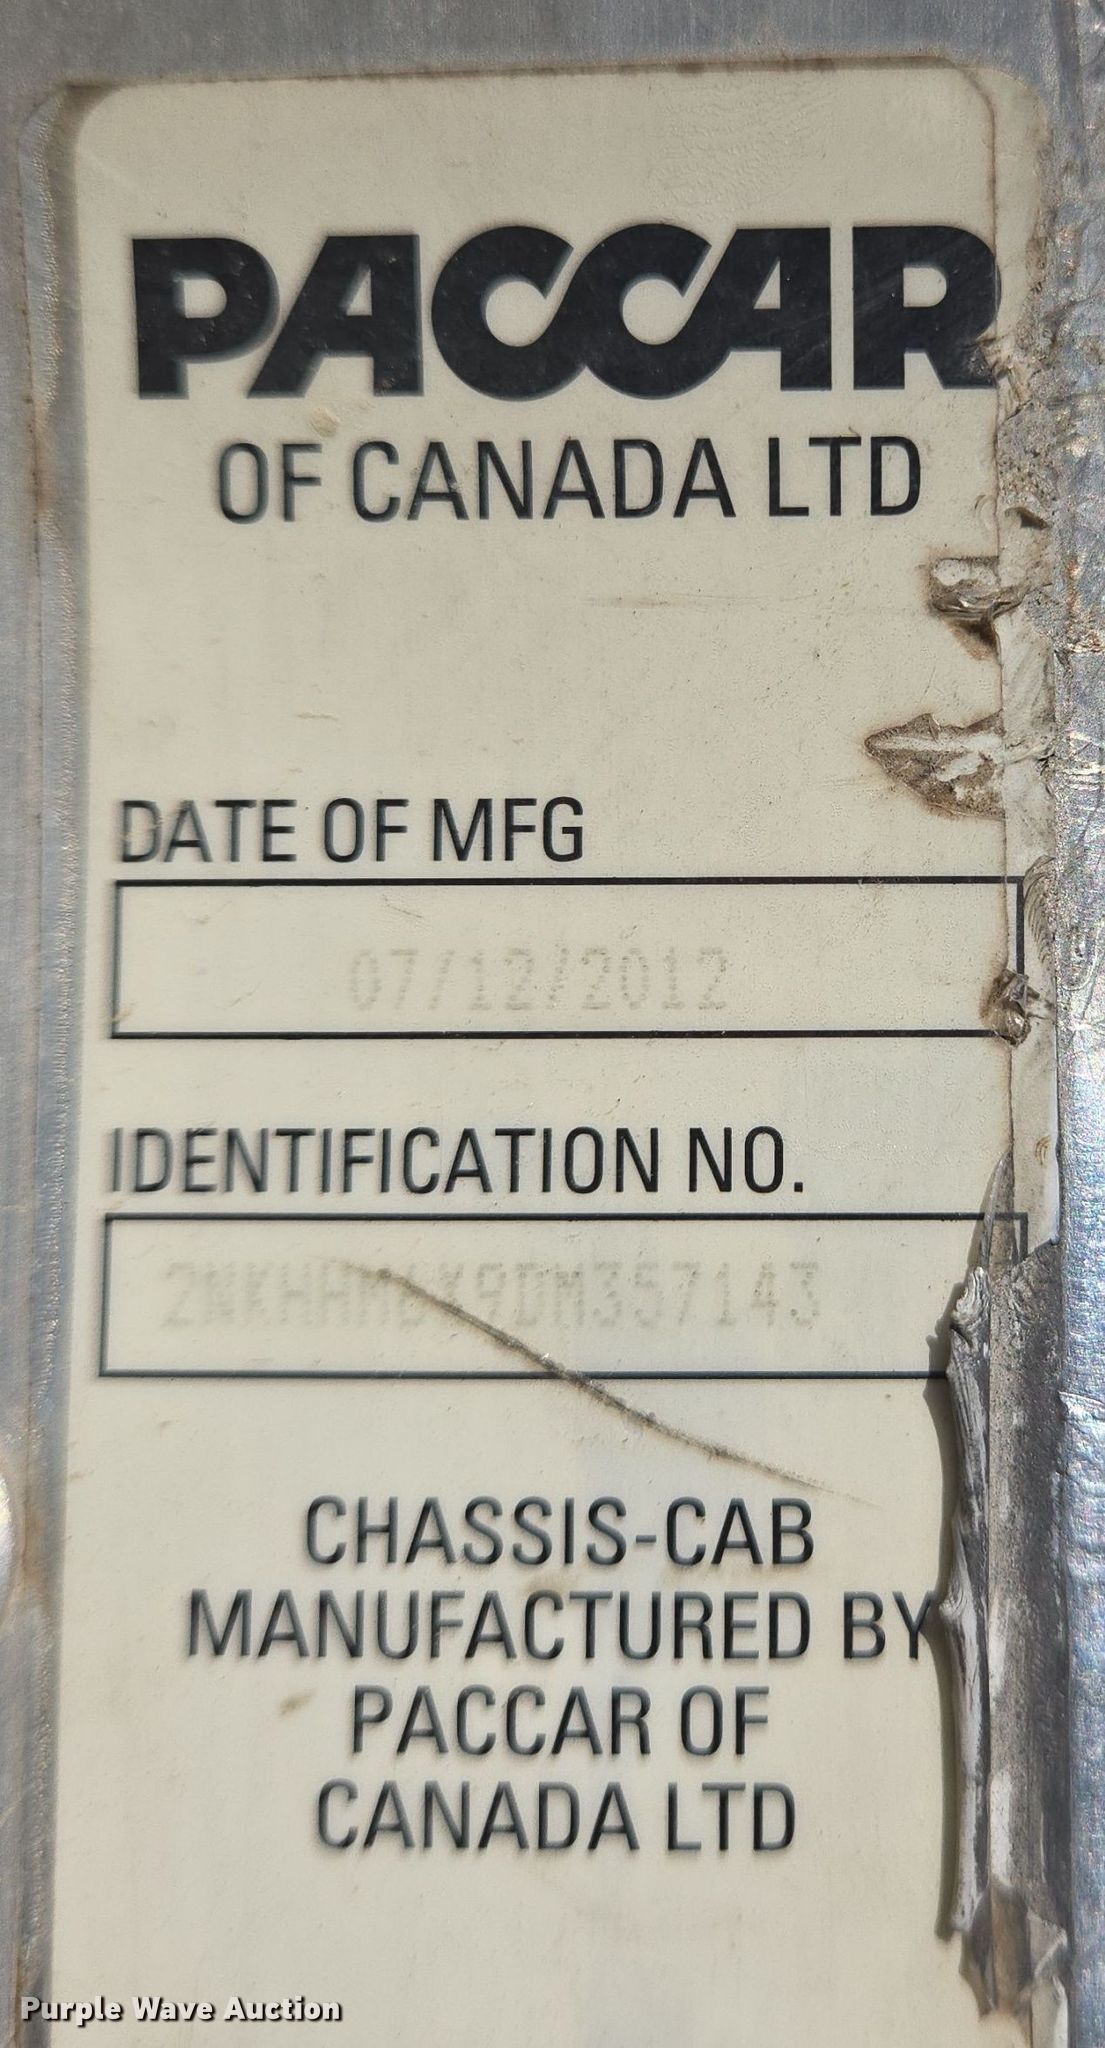 PACCAR
OF CANADA LTD
DATE OF MFG
07/12/2012
IDENTIFICATION NO.
2NKHHM6X9DM357143
CHASSIS-CAB
MANUFACTURED BY
PACCAR OF
CANADA LTD
Purple Wave Auction